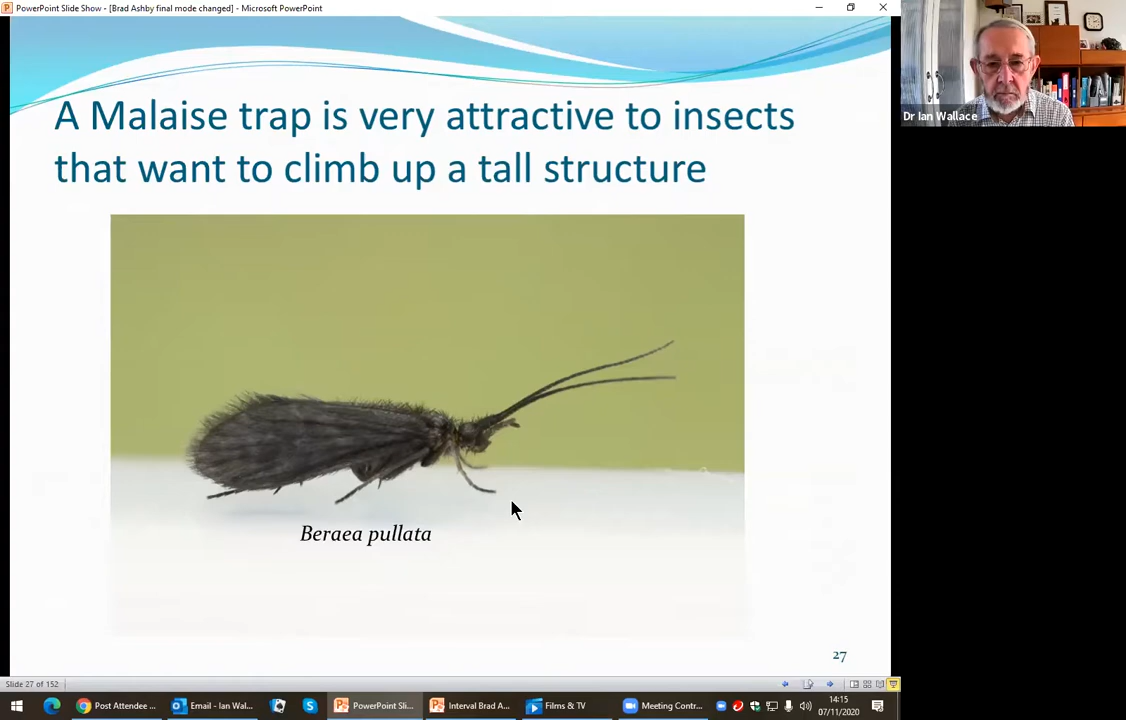 PowerPoint Slide Show - [Brad Ashby final mode changed] - Microsoft PowerPoint
A Malaise trap is very attractive to insects
that want to climb up a tall structure
Dr Ian Wallace
Beraea pullata
27
Slide 27 of 152
Post Attendee ...
Email - Ian Wal...
PowerPoint Sli...
Interval Brad A...
Films & TV
Meeting Contr...
14:15
07/11/2020